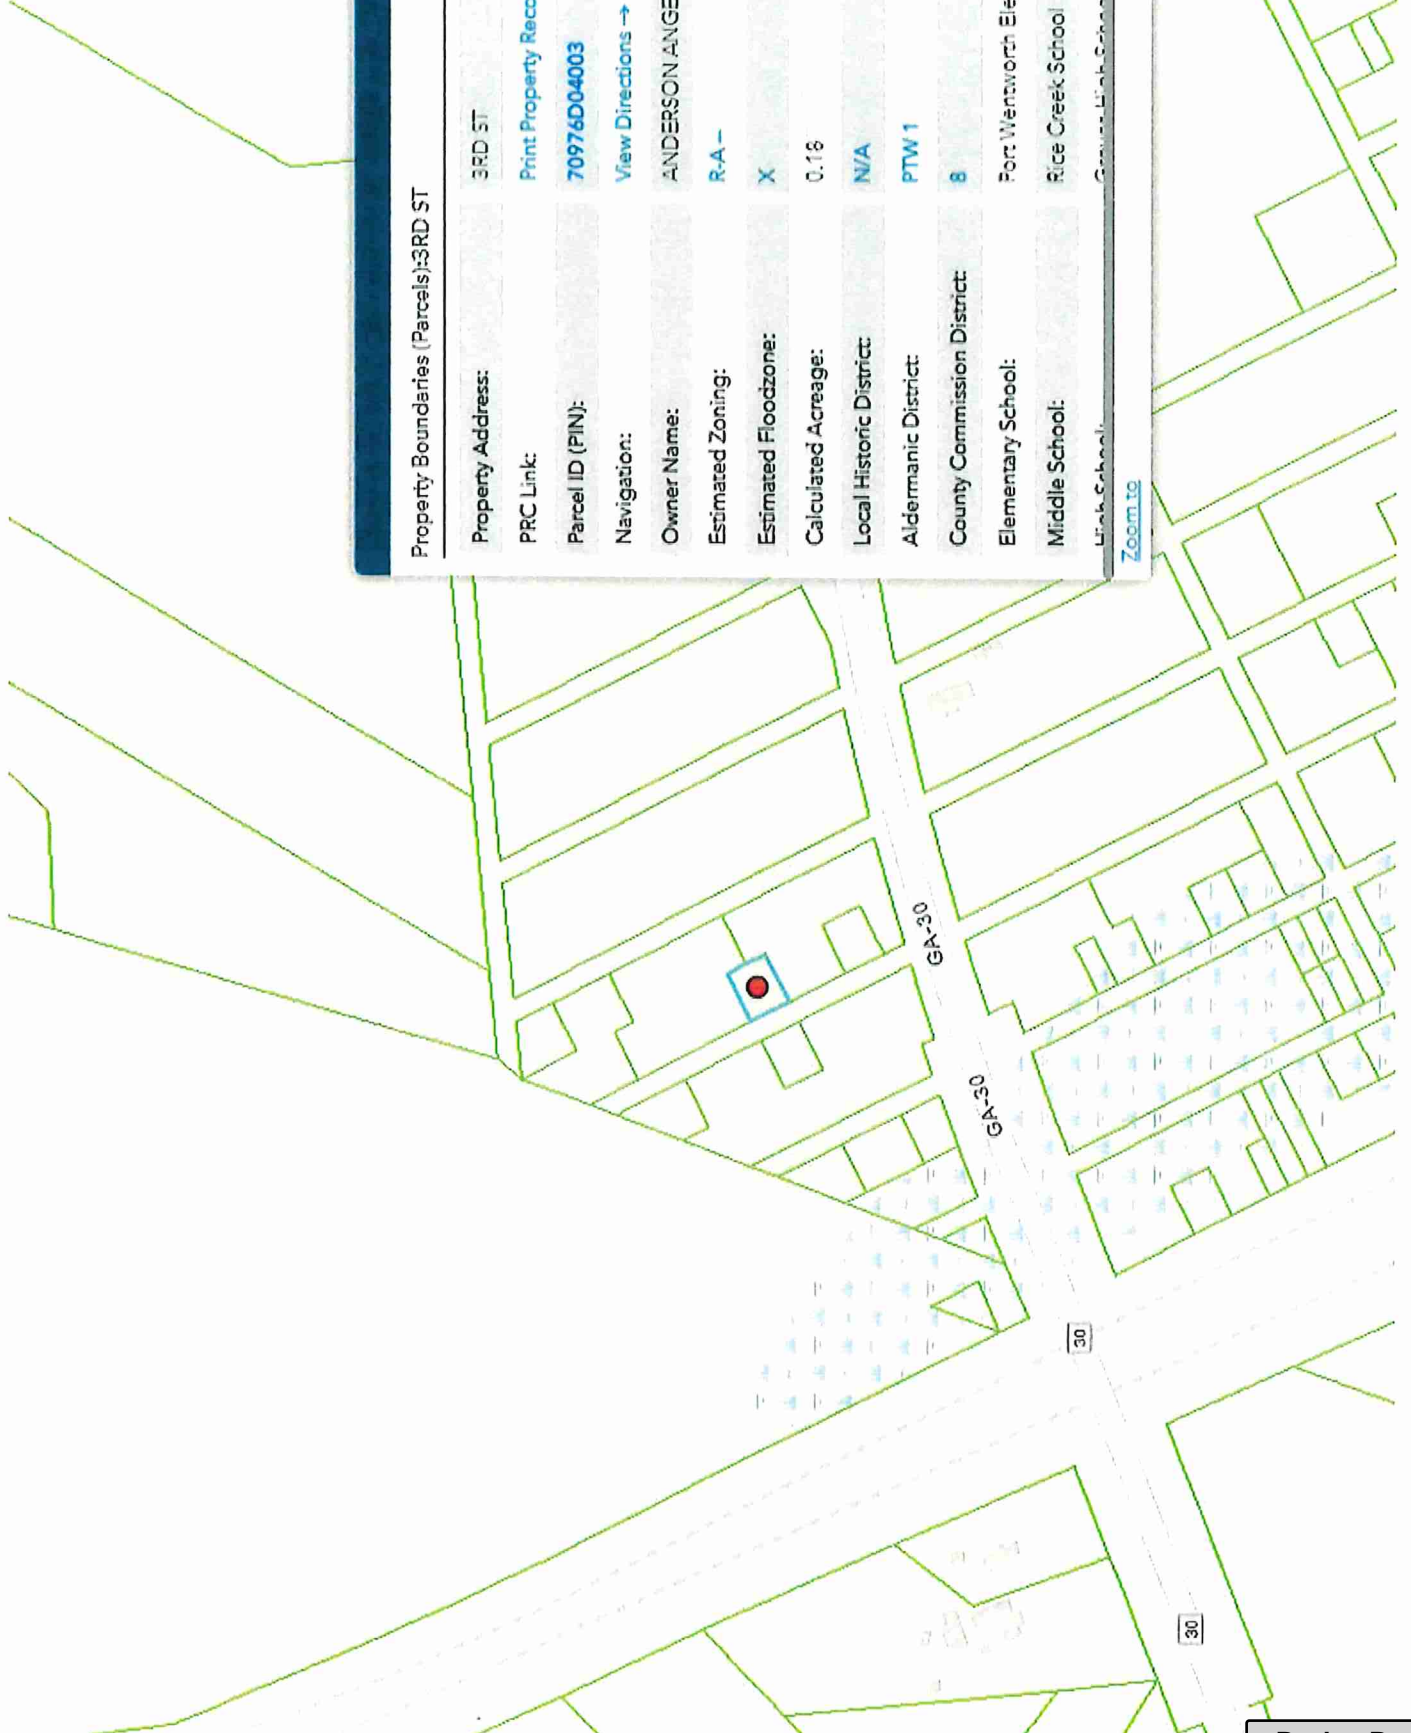 Property Boundaries (Parcels):3RD ST
Property Address: 3RD ST
PRC Link: Print Property Reco
Parcel ID (PIN): 70976D04003
Navigation: View Directions →
Owner Name: ANDERSON ANGE
Estimated Zoning: R-A –
Estimated Floodzone: X
Calculated Acreage: 0.18
Local Historic District: N/A
Aldermanic District: PTW 1
County Commission District: 8
Elementary School: Port Wentworth Ele
Middle School: Rice Creek School
High School:
Zoom to
GA-30
GA-30
30
30